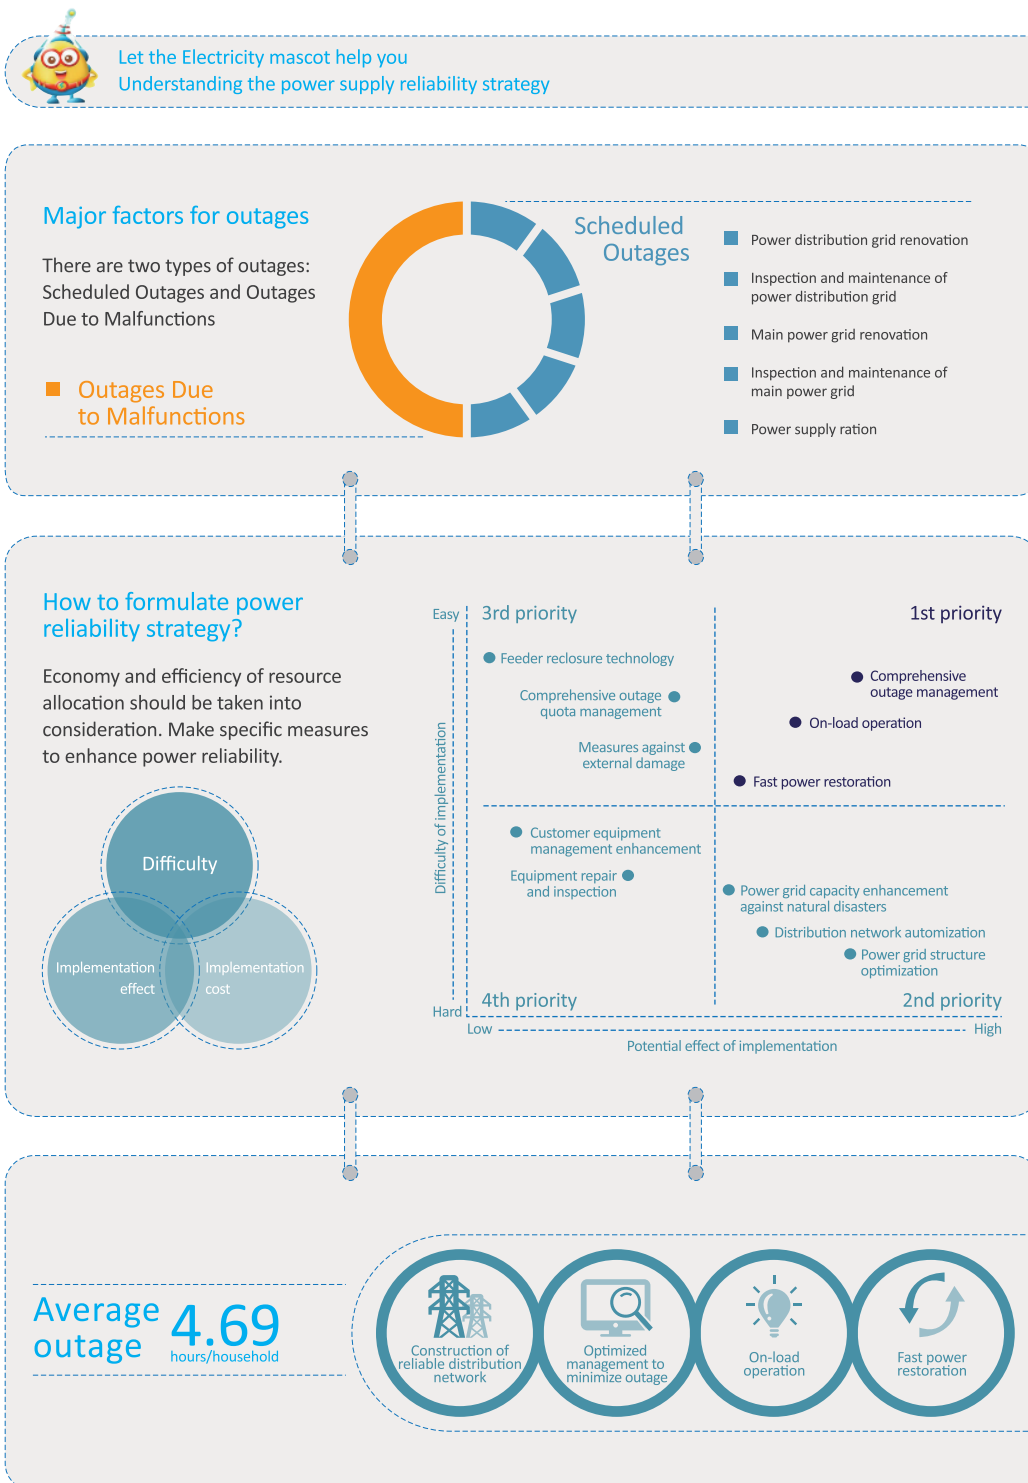 Let the Electricity mascot help you
Understanding the power supply reliability strategy
Major factors for outages
There are two types of outages:
Scheduled Outages and Outages
Due to Malfunctions
Outages Due
to Malfunctions
Scheduled
Outages
Power distribution grid renovation
Inspection and maintenance of
power distribution grid
Main power grid renovation
Inspection and maintenance of
main power grid
Power supply ration
How to formulate power
reliability strategy?
Economy and efficiency of resource
allocation should be taken into
consideration. Make specific measures
to enhance power reliability.
Difficulty
Implementation
effect
Implementation
cost
Easy
Difficulty of implementation
Hard
3rd priority
Feeder reclosure technology
Comprehensive outage
quota management
Measures against
external damage
1st priority
Comprehensive
outage management
On-load operation
Fast power restoration
Customer equipment
management enhancement
Equipment repair
and inspection
4th priority
Power grid capacity enhancement
against natural disasters
Distribution network automization
Power grid structure
optimization
2nd priority
Low
High
Potential effect of implementation
Average
outage
4.69
hours/household
Construction of
reliable distribution
network
Optimized
management to
minimize outage
On-load
operation
Fast power
restoration